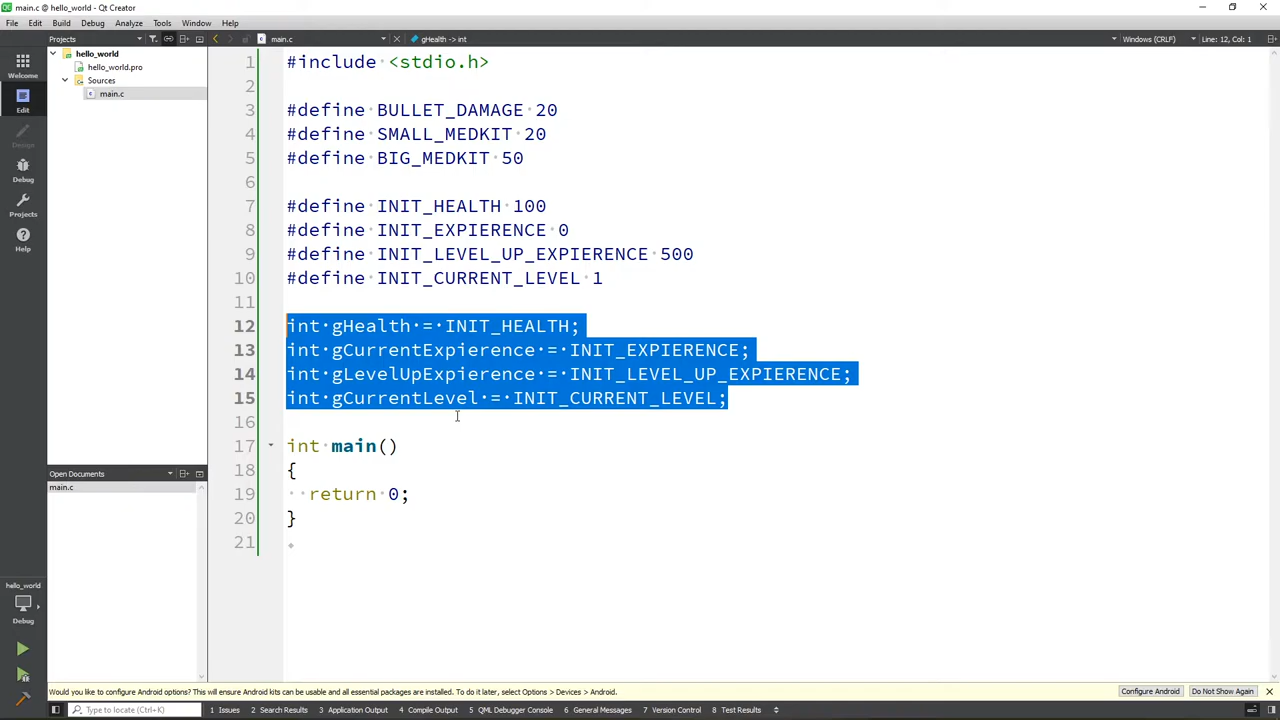 main.c @ hello_world - Qt Creator
File Edit Build Debug Analyze Tools Window Help
Projects main.c gHealth -> int Windows (CRLF) Line: 12, Col: 1
Welcome
Edit
Design
Debug
Projects
Help
hello_world
hello_world.pro
Sources
main.c
1 #include <stdio.h>
2
3 #define BULLET_DAMAGE 20
4 #define SMALL_MEDKIT 20
5 #define BIG_MEDKIT 50
6
7 #define INIT_HEALTH 100
8 #define INIT_EXPIERENCE 0
9 #define INIT_LEVEL_UP_EXPIERENCE 500
10 #define INIT_CURRENT_LEVEL 1
11
12 int gHealth = INIT_HEALTH;
13 int gCurrentExpierence = INIT_EXPIERENCE;
14 int gLevelUpExpierence = INIT_LEVEL_UP_EXPIERENCE;
15 int gCurrentLevel = INIT_CURRENT_LEVEL;
16
17 int main()
18 {
19 return 0;
20 }
21
Open Documents
main.c
hello_world
Debug
Would you like to configure Android options? This will ensure Android kits can be usable and all essential packages are installed. To do it later, select Options > Devices > Android. Configure Android Do Not Show Again
Type to locate (Ctrl+K) 1 Issues 2 Search Results 3 Application Output 4 Compile Output 5 QML Debugger Console 6 General Messages 7 Version Control 8 Test Results